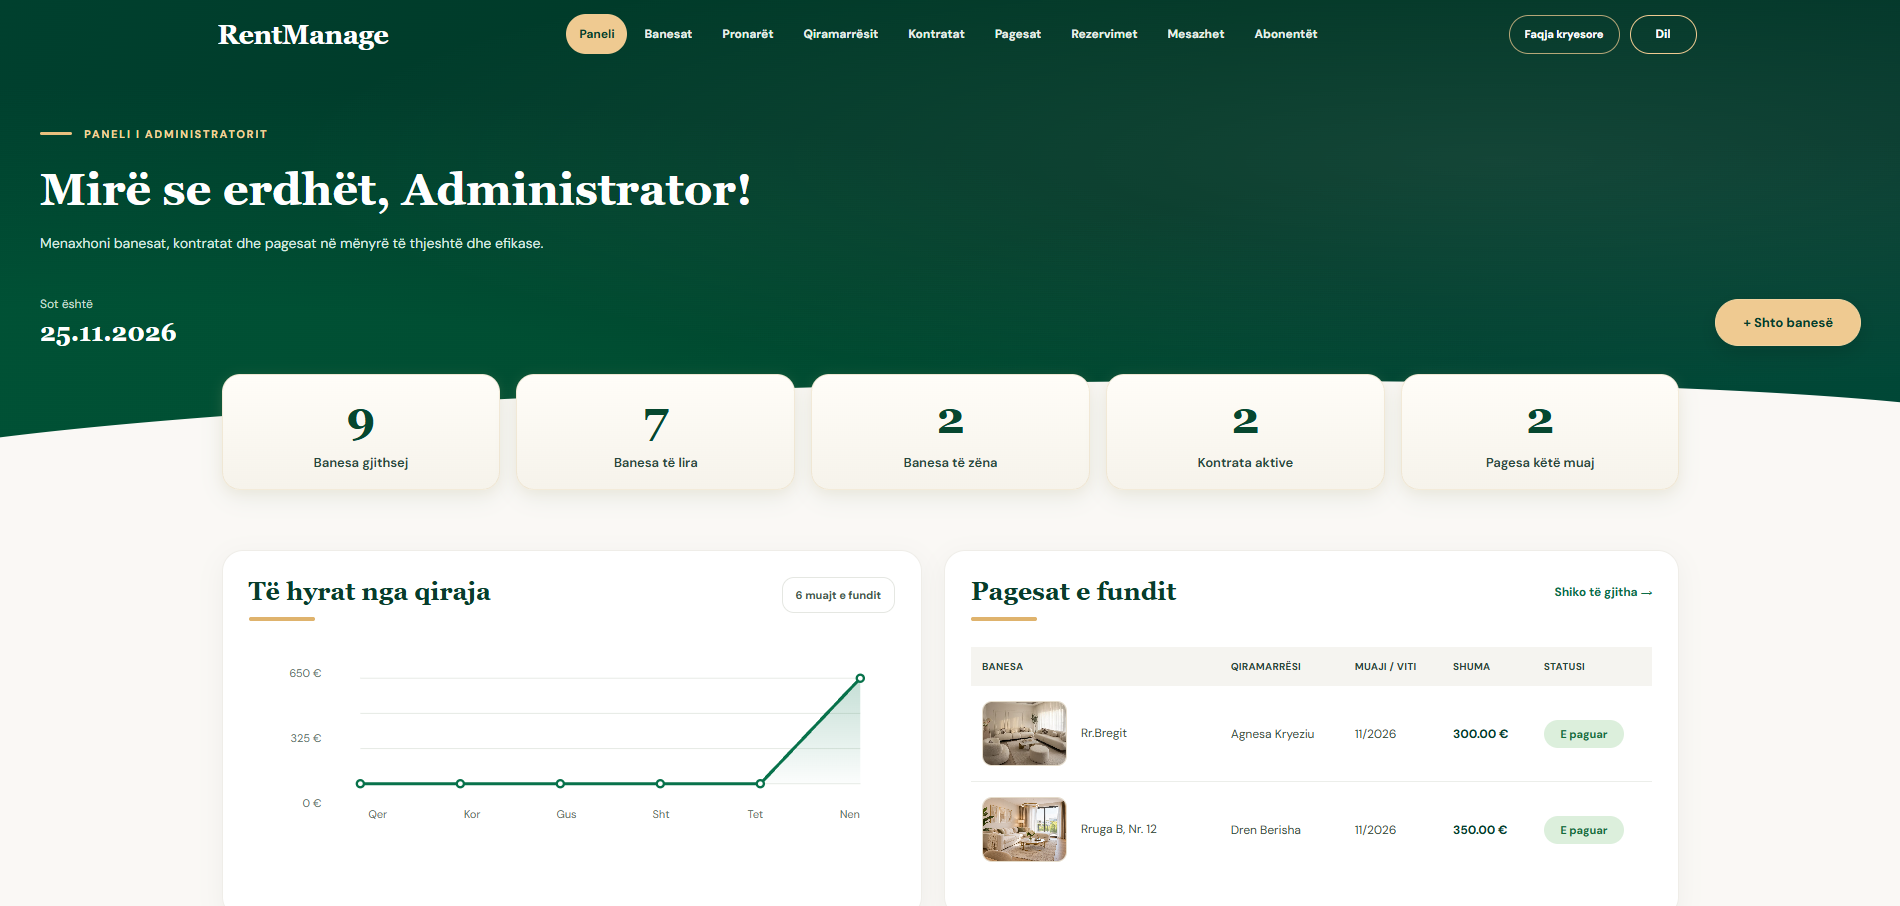 RentManage
Paneli
Banesat
Pronarët
Qiramarrësit
Kontratat
Pagesat
Rezervimet
Mesazhet
Abonentët
Faqja kryesore
Dil
PANELI I ADMINISTRATORIT
Mirë se erdhët, Administrator!
Menaxhoni banesat, kontratat dhe pagesat në mënyrë të thjeshtë dhe efikase.
Sot është
25.11.2026
+ Shto banesë
9
Banesa gjithsej
7
Banesa të lira
2
Banesa të zëna
2
Kontrata aktive
2
Pagesa këtë muaj
Të hyrat nga qiraja
6 muajt e fundit
650 €
325 €
0 €
Qer
Kor
Gus
Sht
Tet
Nen
Pagesat e fundit
Shiko të gjitha →
BANESA
QIRAMARRËSI
MUAJI / VITI
SHUMA
STATUSI
Rr.Bregit
Agnesa Kryeziu
11/2026
300.00 €
E paguar
Rruga B, Nr. 12
Dren Berisha
11/2026
350.00 €
E paguar